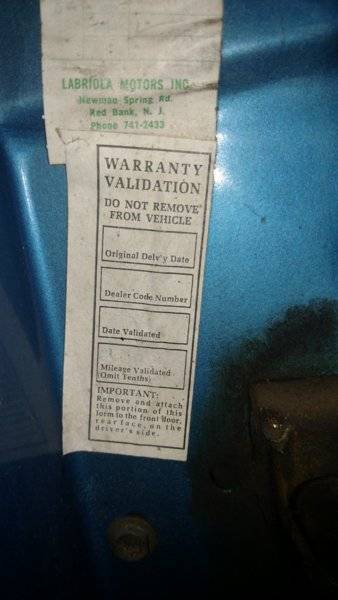 LABRIOLA MOTORS INC.
Newman Spring Rd.
Red Bank, N. J.
Phone 741-2433
WARRANTY
VALIDATION
DO NOT REMOVE
FROM VEHICLE
Original Delv'y Date
Dealer Code Number
Date Validated
Mileage Validated
(Omit Tenths)
IMPORTANT:
Remove and attach
this portion of this
form to the front door,
rear face, on the
driver's side.